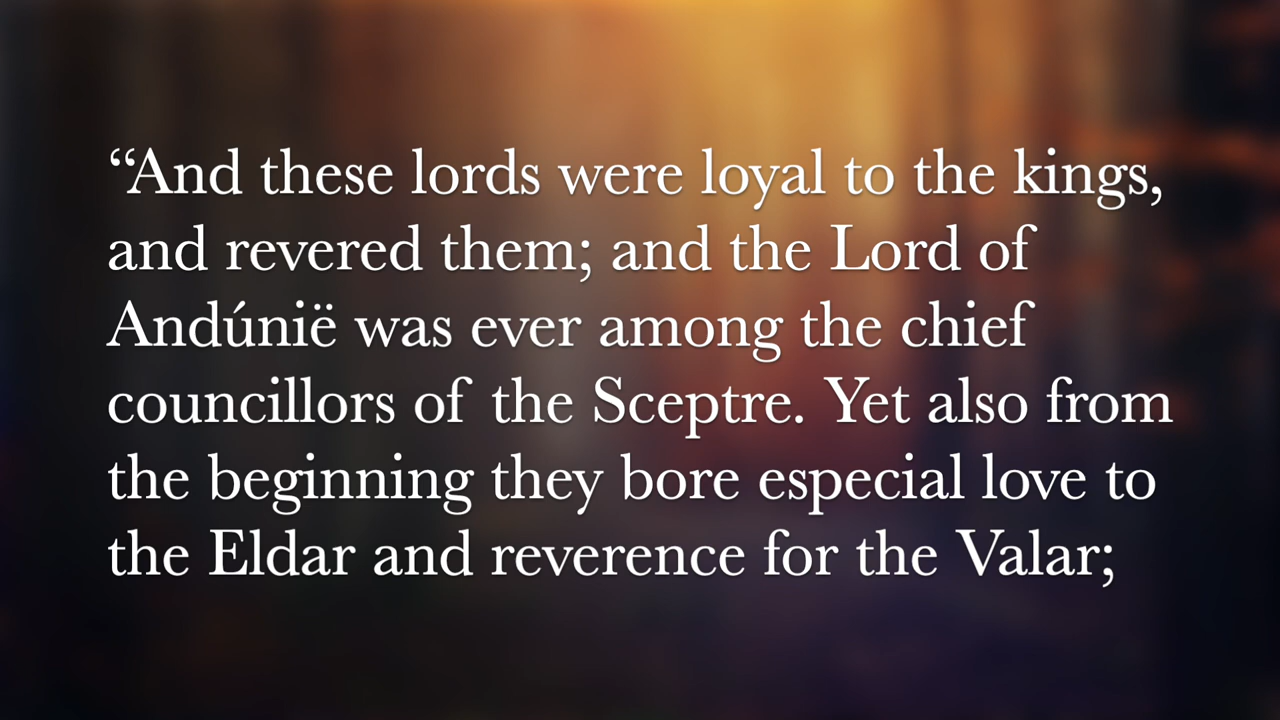 “And these lords were loyal to the kings,
and revered them; and the Lord of
Andúnië was ever among the chief
councillors of the Sceptre. Yet also from
the beginning they bore especial love to
the Eldar and reverence for the Valar;